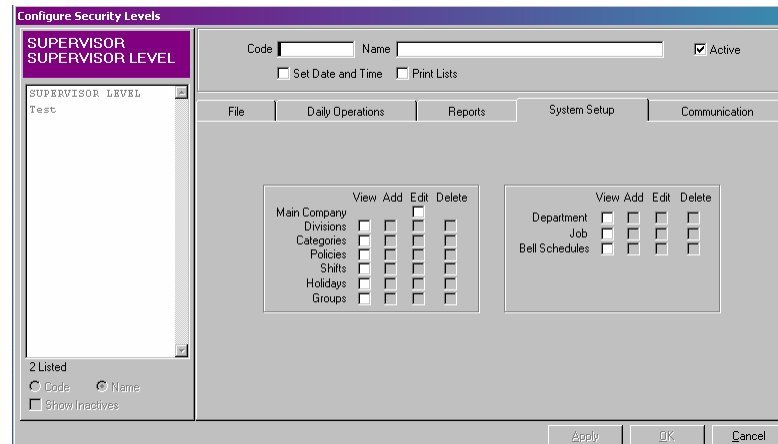 Configure Security Levels
SUPERVISOR
SUPERVISOR LEVEL
Code
Name
Active
Set Date and Time
Print Lists
SUPERVISOR LEVEL
Test
File
Daily Operations
Reports
System Setup
Communication
View Add Edit Delete
Main Company
Divisions
Categories
Policies
Shifts
Holidays
Groups
View Add Edit Delete
Department
Job
Bell Schedules
2 Listed
Code
Name
Show Inactives
Apply
OK
Cancel